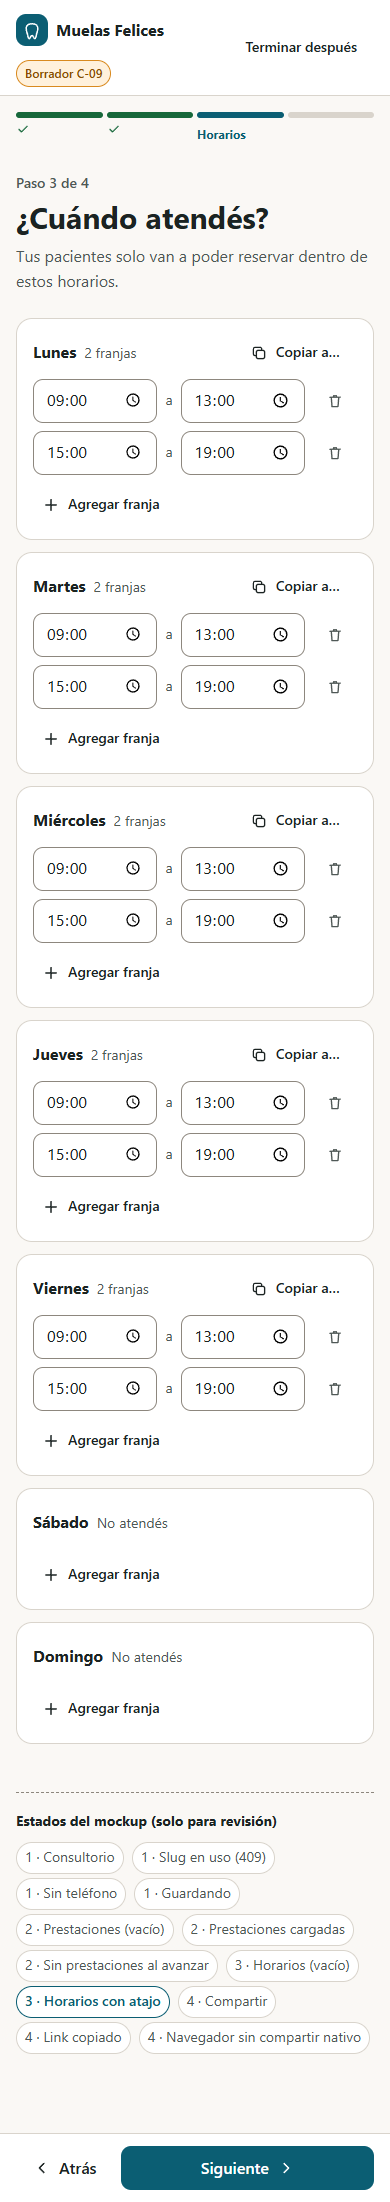 Muelas Felices
Borrador C-09
Terminar después
Horarios
Paso 3 de 4
¿Cuándo atendés?
Tus pacientes solo van a poder reservar dentro de
estos horarios.
Lunes 2 franjas Copiar a...
09:00 a 13:00
15:00 a 19:00
+ Agregar franja
Martes 2 franjas Copiar a...
09:00 a 13:00
15:00 a 19:00
+ Agregar franja
Miércoles 2 franjas Copiar a...
09:00 a 13:00
15:00 a 19:00
+ Agregar franja
Jueves 2 franjas Copiar a...
09:00 a 13:00
15:00 a 19:00
+ Agregar franja
Viernes 2 franjas Copiar a...
09:00 a 13:00
15:00 a 19:00
+ Agregar franja
Sábado No atendés
+ Agregar franja
Domingo No atendés
+ Agregar franja
Estados del mockup (solo para revisión)
1 · Consultorio 1 · Slug en uso (409)
1 · Sin teléfono 1 · Guardando
2 · Prestaciones (vacío) 2 · Prestaciones cargadas
2 · Sin prestaciones al avanzar 3 · Horarios (vacío)
3 · Horarios con atajo 4 · Compartir
4 · Link copiado 4 · Navegador sin compartir nativo
Atrás Siguiente